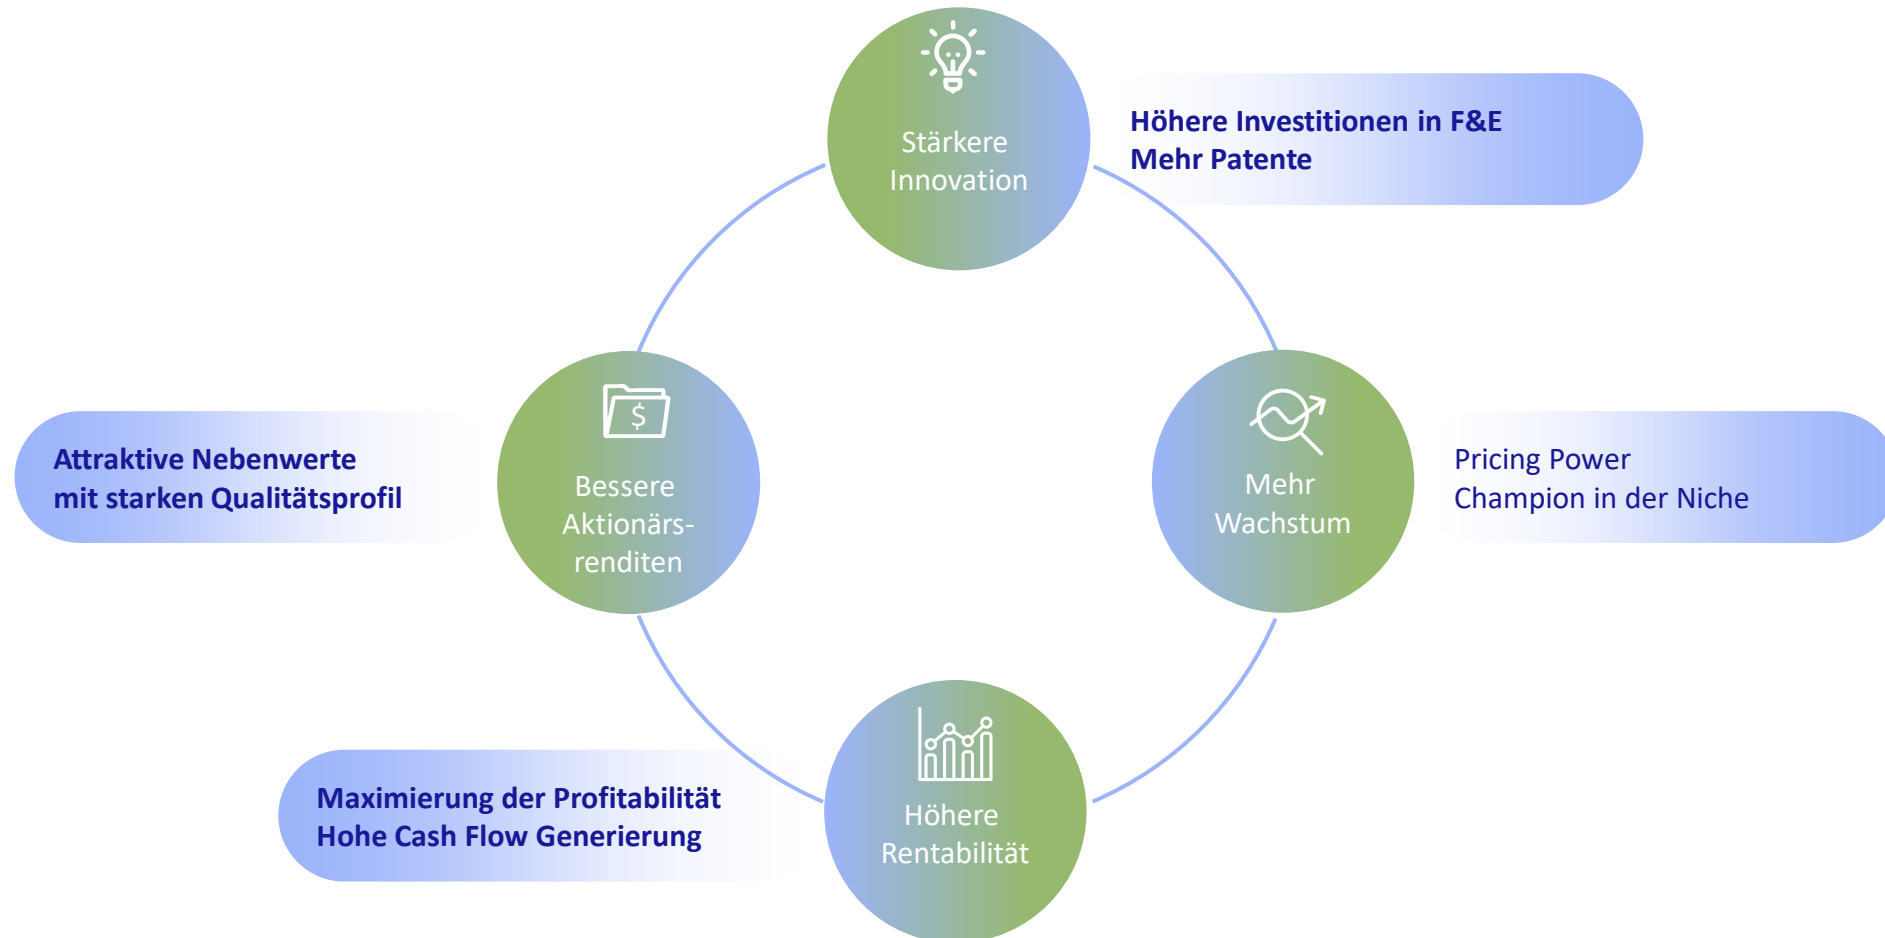 Stärkere
Innovation
Höhere Investitionen in F&E
Mehr Patente
Mehr
Wachstum
Pricing Power
Champion in der Niche
Höhere
Rentabilität
Maximierung der Profitabilität
Hohe Cash Flow Generierung
$
Bessere
Aktionärs-
renditen
Attraktive Nebenwerte
mit starken Qualitätsprofil